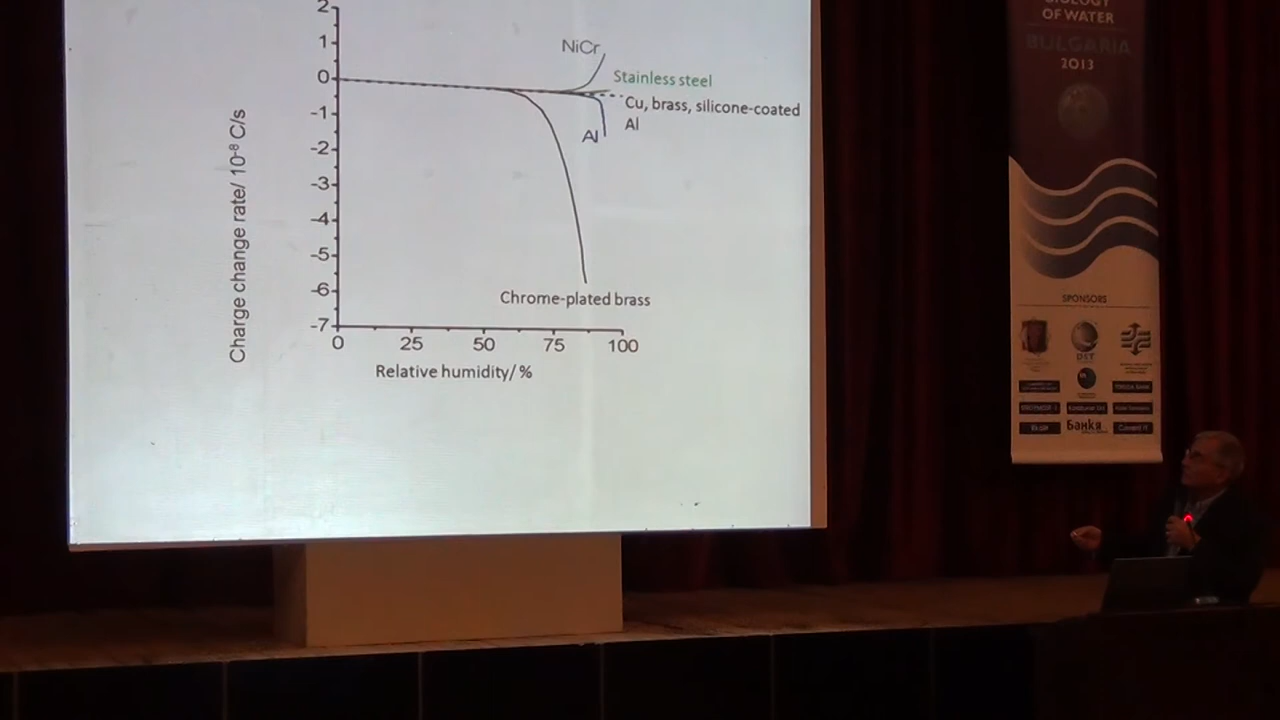 2
1
0
-1
-2
-3
-4
-5
-6
-7
0
25
50
75
100
Charge change rate/ 10⁻⁸ C/s
Relative humidity/ %
NiCr
Stainless steel
Cu, brass, silicone-coated
Al
Al
Chrome-plated brass
OF WATER
BULGARIA
2013
SPONSORS
DST
Банкя